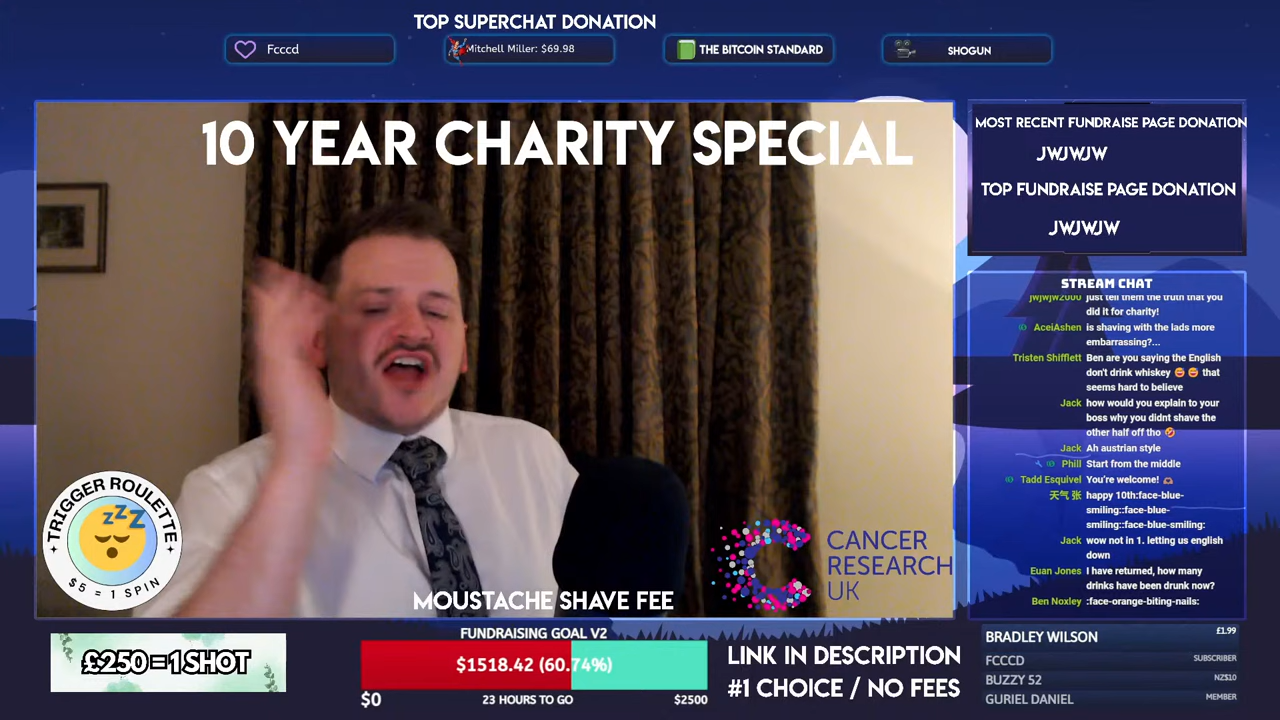 TOP SUPERCHAT DONATION
Fcccd
Mitchell Miller: $69.98
THE BITCOIN STANDARD
SHOGUN
10 YEAR CHARITY SPECIAL
MOST RECENT FUNDRAISE PAGE DONATION
JWJWJW
TOP FUNDRAISE PAGE DONATION
JWJWJW
STREAM CHAT
jwjwjw2000 just tell them the truth that you
did it for charity!
AceiAshen is shaving with the lads more
embarrassing?...
Tristen Shifflett Ben are you saying the English
don't drink whiskey 😅 😅 that
seems hard to believe
Jack how would you explain to your
boss why you didnt shave the
other half off tho 🤣
Jack Ah austrian style
Phill Start from the middle
Tadd Esquivel You're welcome! 🫶
天气 张 happy 10th:face-blue-
smiling::face-blue-
smiling::face-blue-smiling:
Jack wow not in 1. letting us english
down
Euan Jones I have returned, how many
drinks have been drunk now?
Ben Noxley :face-orange-biting-nails:
TRIGGER ROULETTE
zzz
$5 = 1 SPIN
CANCER
RESEARCH
UK
MOUSTACHE SHAVE FEE
£250 = 1 SHOT
FUNDRAISING GOAL V2
$1518.42 (60.74%)
$0
23 HOURS TO GO
$2500
LINK IN DESCRIPTION
#1 CHOICE / NO FEES
BRADLEY WILSON £1.99
FCCCD SUBSCRIBER
BUZZY 52 NZ$10
GURIEL DANIEL MEMBER